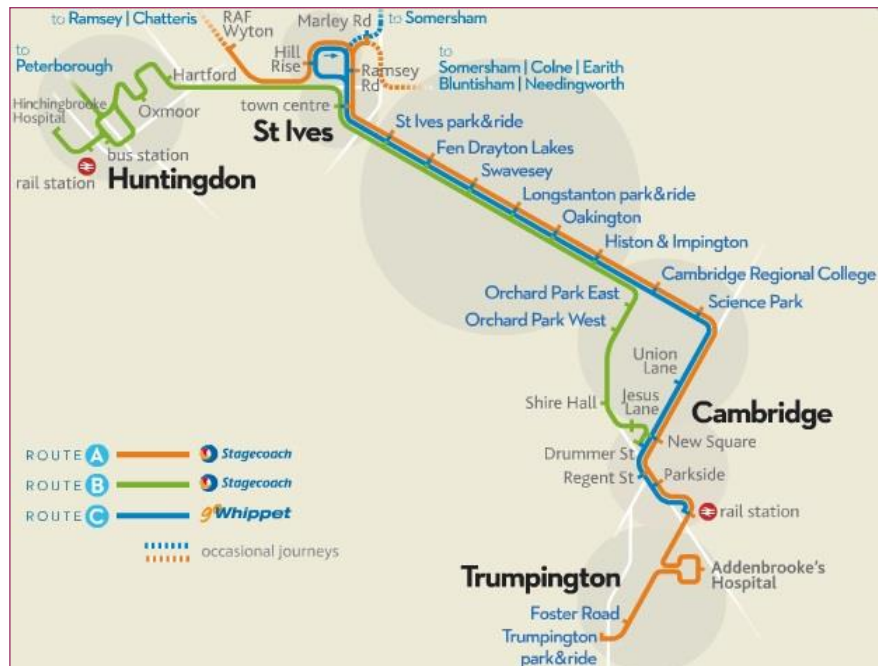 to Ramsey | Chatteris
RAF
Wyton
Marley Rd
to Somersham
to
Peterborough
Hill
Rise
Ramsey
Rd
to
Somersham | Colne | Earith
Bluntisham | Needingworth
Hartford
Hinchingbrooke
Hospital
Oxmoor
town centre
St Ives
bus station
rail station
Huntingdon
St Ives park&ride
Fen Drayton Lakes
Swavesey
Longstanton park&ride
Oakington
Histon & Impington
Cambridge Regional College
Orchard Park East
Science Park
Orchard Park West
Union
Lane
Shire Hall
Jesus
Lane
Cambridge
Drummer St
New Square
Regent St
Parkside
rail station
ROUTE A Stagecoach
ROUTE B Stagecoach
ROUTE C go Whippet
occasional journeys
Trumpington
Addenbrooke's
Hospital
Foster Road
Trumpington
park&ride